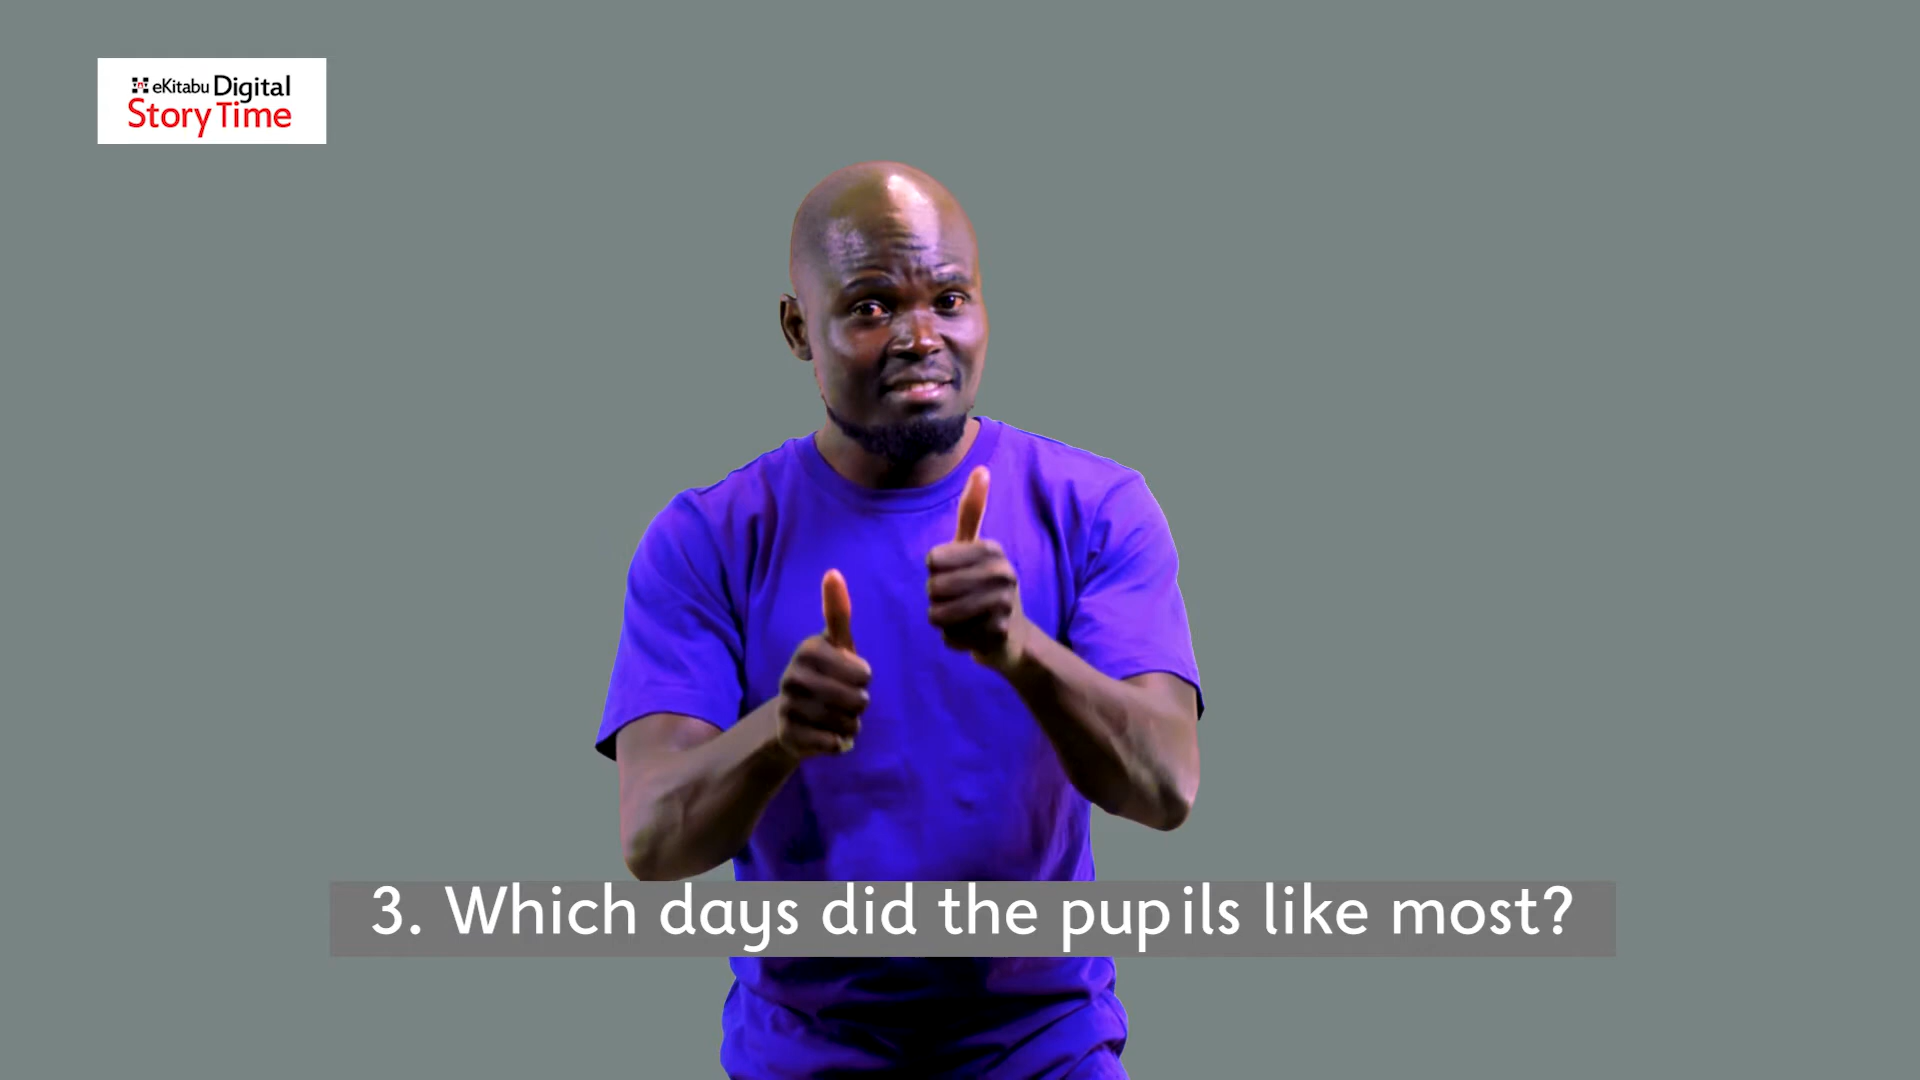 eKitabu Digital
Story Time
3. Which days did the pupils like most?